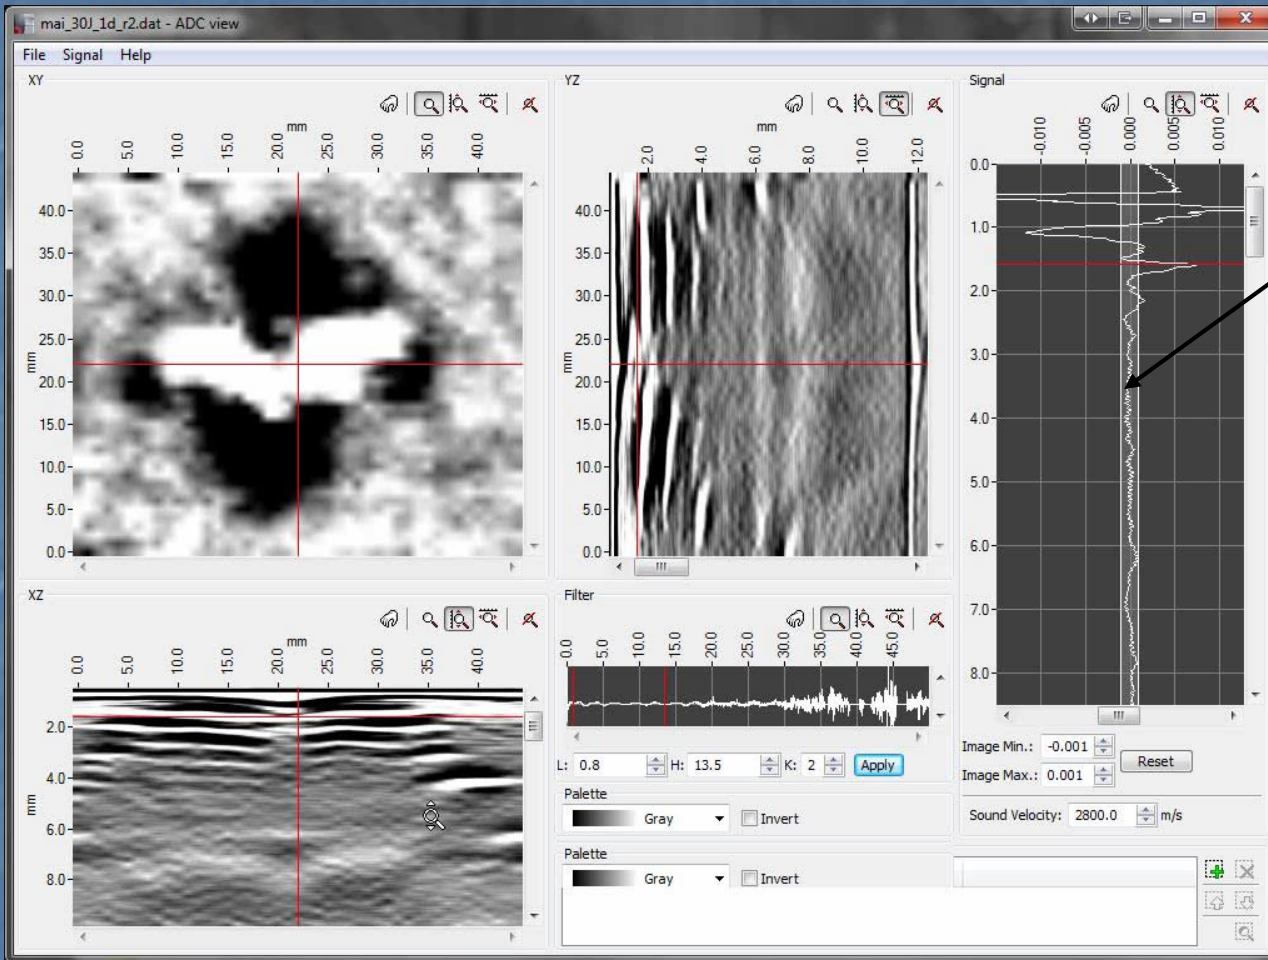 mai_30J_1d_r2.dat - ADC view
File Signal Help
XY
mm
0.0 5.0 10.0 15.0 20.0 25.0 30.0 35.0 40.0
40.0
35.0
30.0
25.0
mm
20.0
15.0
10.0
5.0
0.0
YZ
mm
2.0 4.0 6.0 8.0 10.0 12.0
40.0
35.0
30.0
25.0
mm
20.0
15.0
10.0
5.0
0.0
Signal
-0.010 -0.005 0.000 0.005 0.010
0.0
1.0
2.0
3.0
4.0
5.0
6.0
7.0
8.0
XZ
mm
0.0 5.0 10.0 15.0 20.0 25.0 30.0 35.0 40.0
2.0
4.0
mm
6.0
8.0
Filter
0.0 5.0 10.0 15.0 20.0 25.0 30.0 35.0 40.0 45.0
L: 0.8 H: 13.5 K: 2 Apply
Palette
Gray Invert
Palette
Gray Invert
Image Min.: -0.001
Reset
Image Max.: 0.001
Sound Velocity: 2800.0 m/s